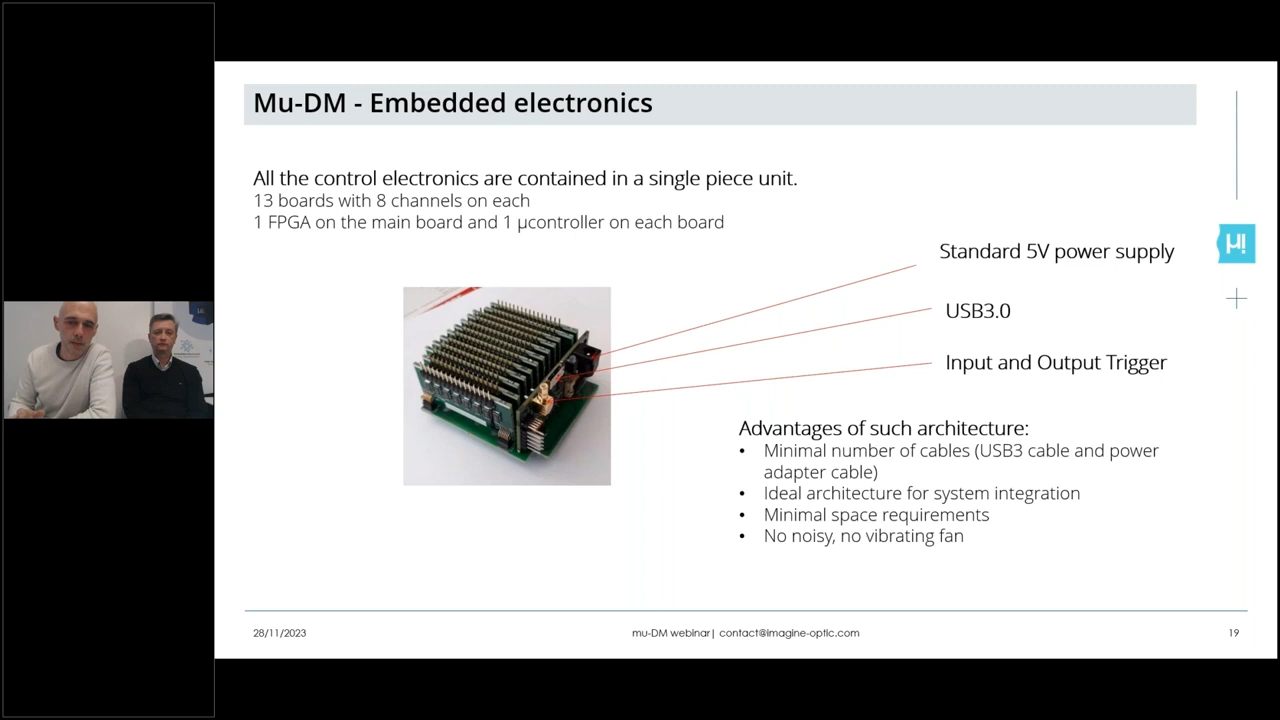 Mu-DM - Embedded electronics
All the control electronics are contained in a single piece unit.
13 boards with 8 channels on each
1 FPGA on the main board and 1 µcontroller on each board
Standard 5V power supply
µ!
USB3.0
Input and Output Trigger
Advantages of such architecture:
• Minimal number of cables (USB3 cable and power
adapter cable)
• Ideal architecture for system integration
• Minimal space requirements
• No noisy, no vibrating fan
28/11/2023
mu-DM webinar| contact@imagine-optic.com
19